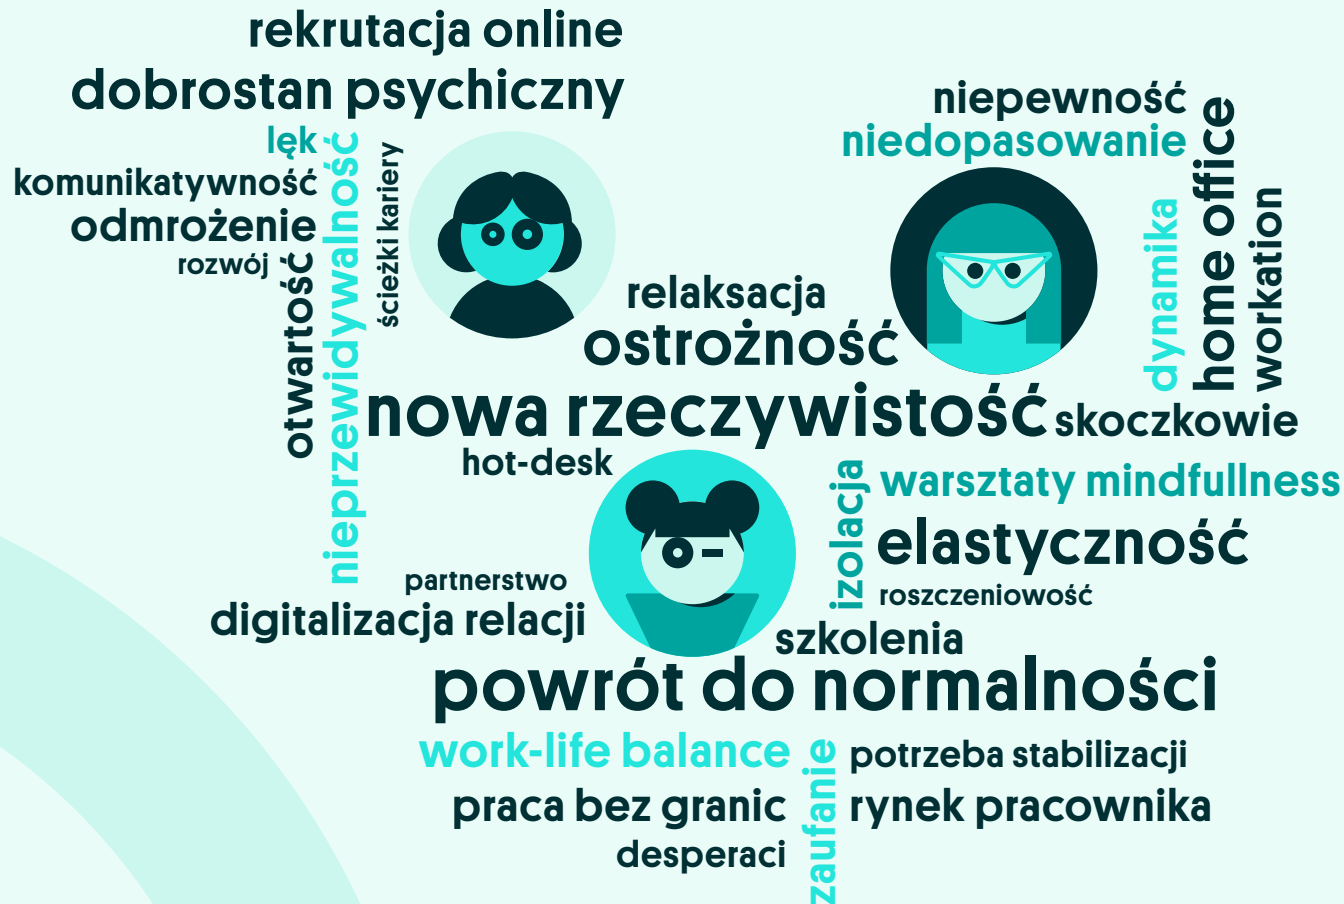 rekrutacja online
dobrostan psychiczny
lęk
komunikatywność
odmrożenie
rozwój
otwartość
nieprzewidywalność
ścieżki kariery
niepewność
niedopasowanie
dynamika
home office
workation
relaksacja
ostrożność
nowa rzeczywistość
skoczkowie
hot-desk
izolacja
warsztaty mindfullness
elastyczność
roszczeniowość
partnerstwo
digitalizacja relacji
szkolenia
powrót do normalności
work-life balance
zaufanie
potrzeba stabilizacji
praca bez granic
rynek pracownika
desperaci